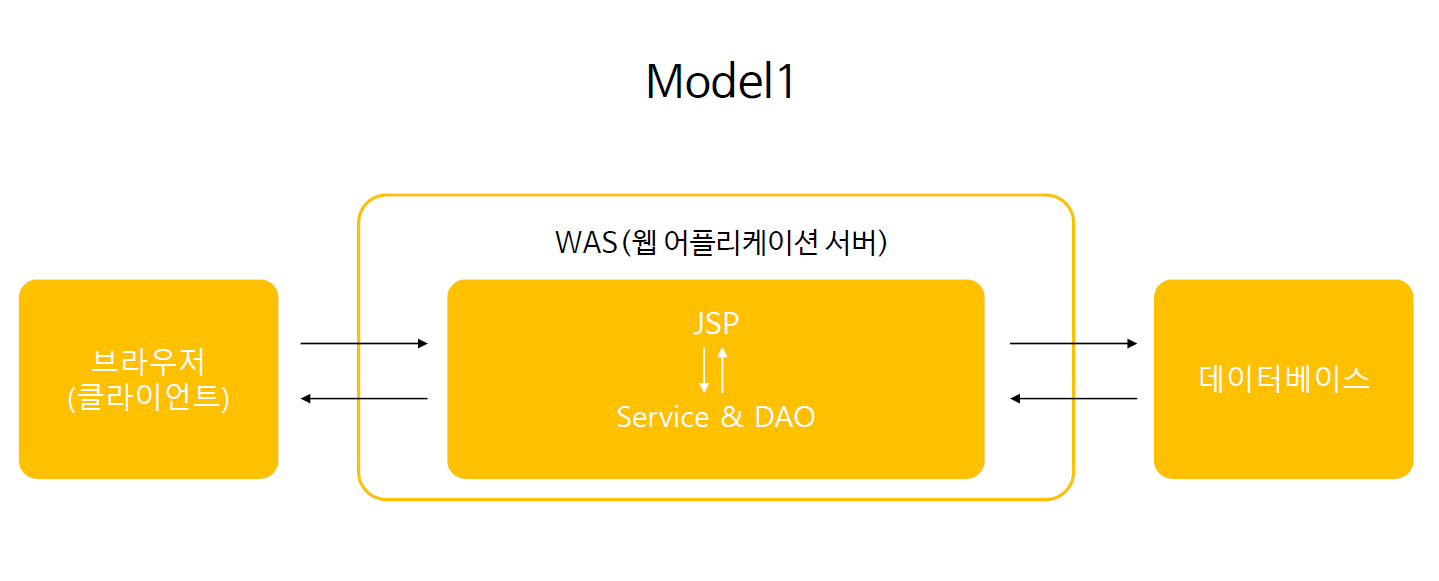 Model1
WAS(웹 어플리케이션 서버)
브라우저
(클라이언트)
JSP
Service & DAO
데이터베이스